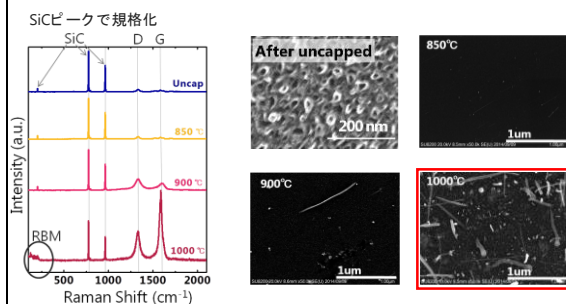 SiCピークで規格化
SiC
D
G
Uncap
850 ℃
900 ℃
1000 ℃
RBM
Intensity (a.u.)
500
1000
1500
2000
Raman Shift (cm⁻¹)
After uncapped
200 nm
850℃
1um
900℃
1um
1000℃
1um